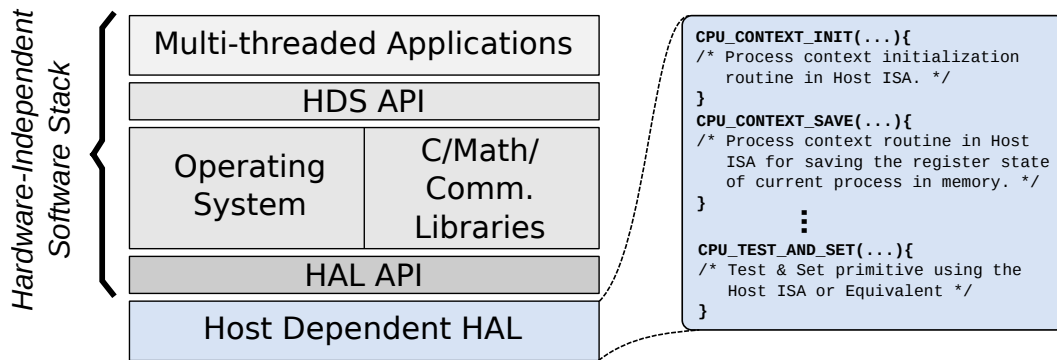 Hardware-Independent
Software Stack
Multi-threaded Applications
HDS API
Operating
System
C/Math/
Comm.
Libraries
HAL API
Host Dependent HAL
CPU_CONTEXT_INIT(...){
/* Process context initialization
routine in Host ISA. */
}
CPU_CONTEXT_SAVE(...){
/* Process context routine in Host
ISA for saving the register state
of current process in memory. */
}
⋮
CPU_TEST_AND_SET(...){
/* Test & Set primitive using the
Host ISA or Equivalent */
}